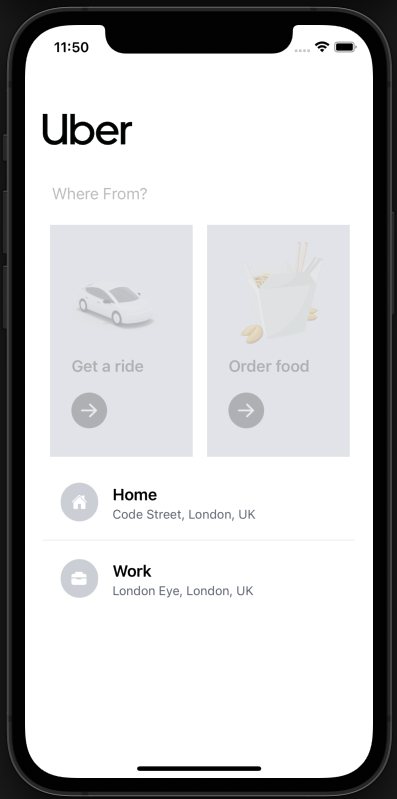 11:50
Uber
Where From?
Get a ride
Order food
Home
Code Street, London, UK
Work
London Eye, London, UK